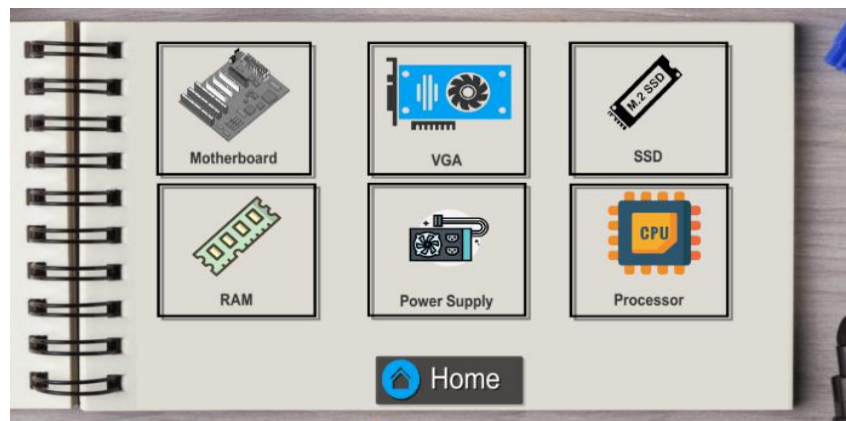 Motherboard
VGA
M.2 SSD
SSD
RAM
Power Supply
CPU
Processor
Home